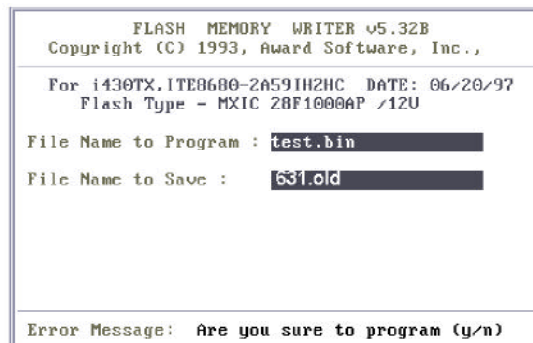 FLASH MEMORY WRITER v5.32B
Copyright (C) 1993, Award Software, Inc.,
For i430TX,ITE8680-2A59IH2HC DATE: 06/20/97
Flash Type - MXIC 28F1000AP /12V
File Name to Program : test.bin
File Name to Save : 631.old
Error Message: Are you sure to program (y/n)